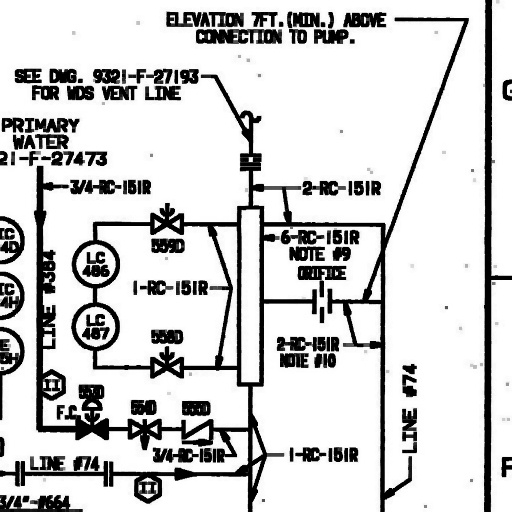 ELEVATION 7FT.(MIN.) ABOVE
CONNECTION TO PUMP.
SEE DWG. 9321-F-27193
FOR WDS VENT LINE
PRIMARY
WATER
21-F-27473
3/4-RC-151R
2-RC-151R
559D
6-RC-151R
NOTE #9
ORIFICE
IC
4D
LC
486
LINE #384
1-RC-151R
IC
4H
LC
487
558D
2-RC-151R
NOTE #10
E
5H
II
F.C.
555D
3/4-RC-151R
LINE #74
1-RC-151R
LINE #74
II
3/4"-#664
F